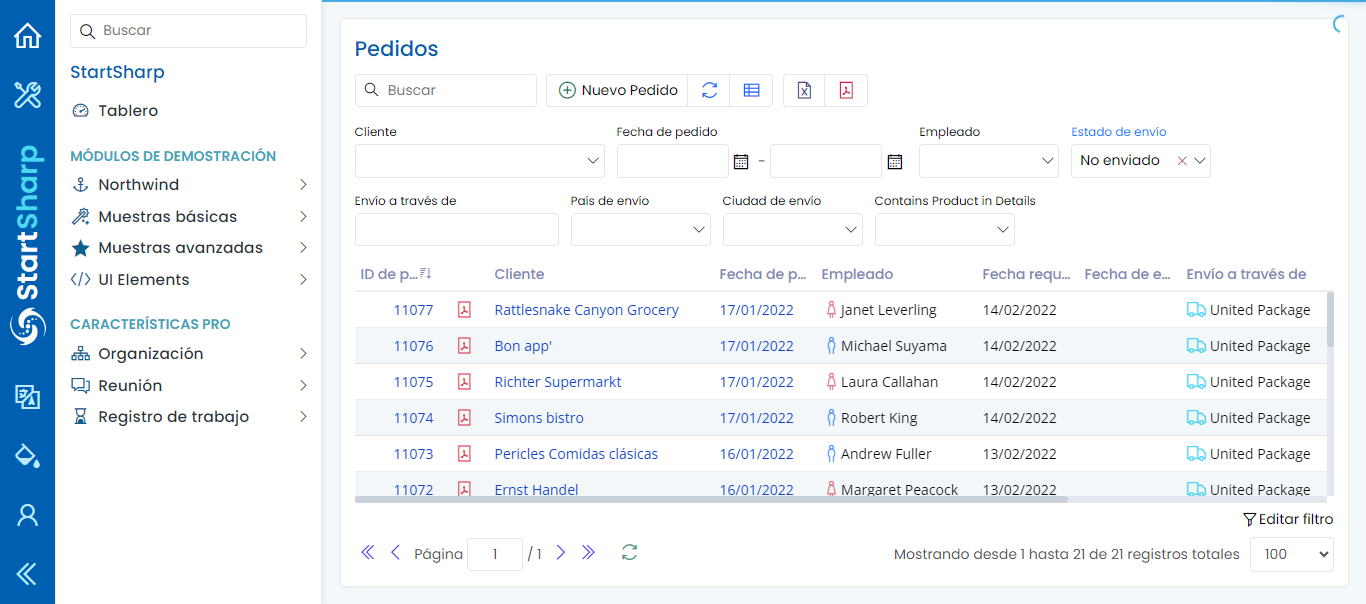 StartSharp
Buscar
StartSharp
Tablero
MÓDULOS DE DEMOSTRACIÓN
Northwind
Muestras básicas
Muestras avanzadas
UI Elements
CARACTERÍSTICAS PRO
Organización
Reunión
Registro de trabajo
Pedidos
Buscar
Nuevo Pedido
Cliente Fecha de pedido Empleado Estado de envío
– No enviado
Envío a través de País de envío Ciudad de envío Contains Product in Details
ID de p... Cliente Fecha de p... Empleado Fecha requ... Fecha de e... Envío a través de
11077 Rattlesnake Canyon Grocery 17/01/2022 Janet Leverling 14/02/2022 United Package
11076 Bon app' 17/01/2022 Michael Suyama 14/02/2022 United Package
11075 Richter Supermarkt 17/01/2022 Laura Callahan 14/02/2022 United Package
11074 Simons bistro 17/01/2022 Robert King 14/02/2022 United Package
11073 Pericles Comidas clásicas 16/01/2022 Andrew Fuller 13/02/2022 United Package
11072 Ernst Handel 16/01/2022 Margaret Peacock 13/02/2022 United Package
Editar filtro
Página 1 / 1 Mostrando desde 1 hasta 21 de 21 registros totales 100